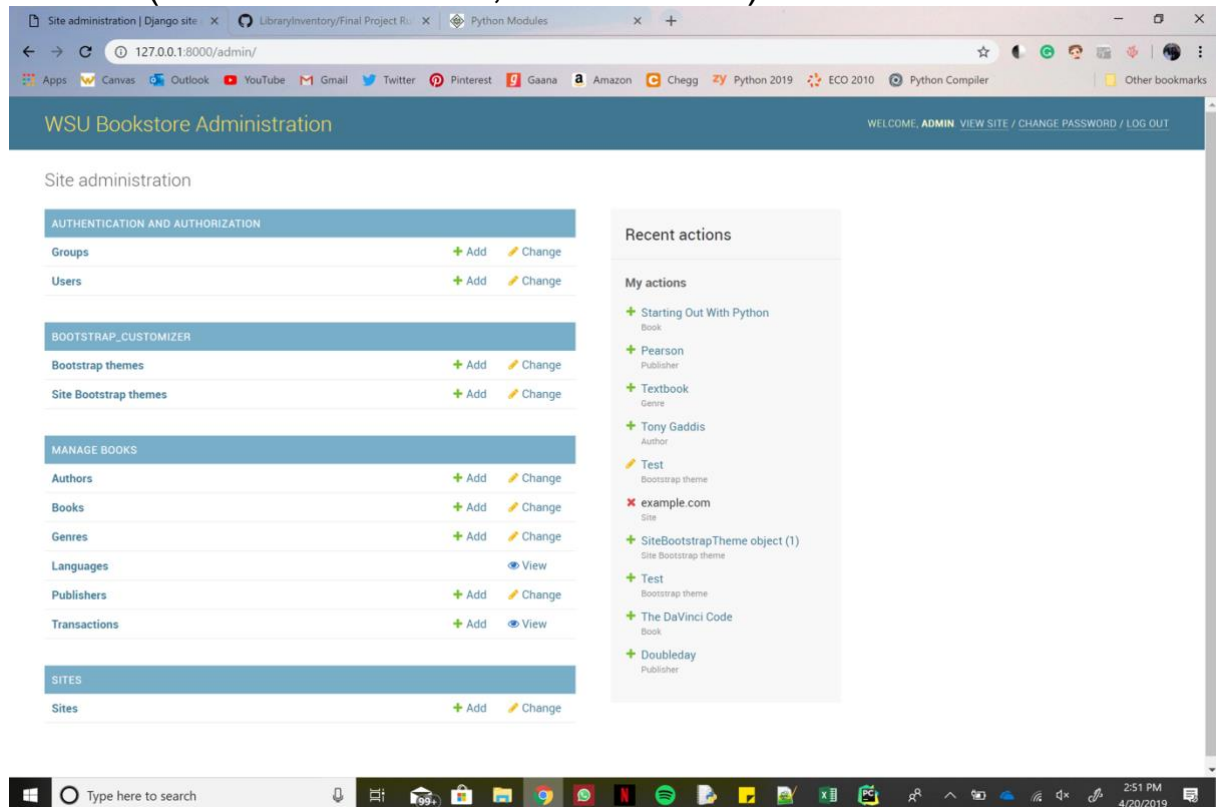 Site administration | Django site
LibraryInventory/Final Project Ru
Python Modules
127.0.0.1:8000/admin/
Apps Canvas Outlook YouTube Gmail Twitter Pinterest Gaana Amazon Chegg Python 2019 ECO 2010 Python Compiler Other bookmarks
WSU Bookstore Administration
WELCOME, ADMIN. VIEW SITE / CHANGE PASSWORD / LOG OUT
Site administration
AUTHENTICATION AND AUTHORIZATION
Groups Add Change
Users Add Change
BOOTSTRAP_CUSTOMIZER
Bootstrap themes Add Change
Site Bootstrap themes Add Change
MANAGE BOOKS
Authors Add Change
Books Add Change
Genres Add Change
Languages View
Publishers Add Change
Transactions Add View
SITES
Sites Add Change
Recent actions
My actions
Starting Out With Python
Book
Pearson
Publisher
Textbook
Genre
Tony Gaddis
Author
Test
Bootstrap theme
example.com
Site
SiteBootstrapTheme object (1)
Site Bootstrap theme
Test
Bootstrap theme
The DaVinci Code
Book
Doubleday
Publisher
Type here to search
99+
2:51 PM
4/20/2019